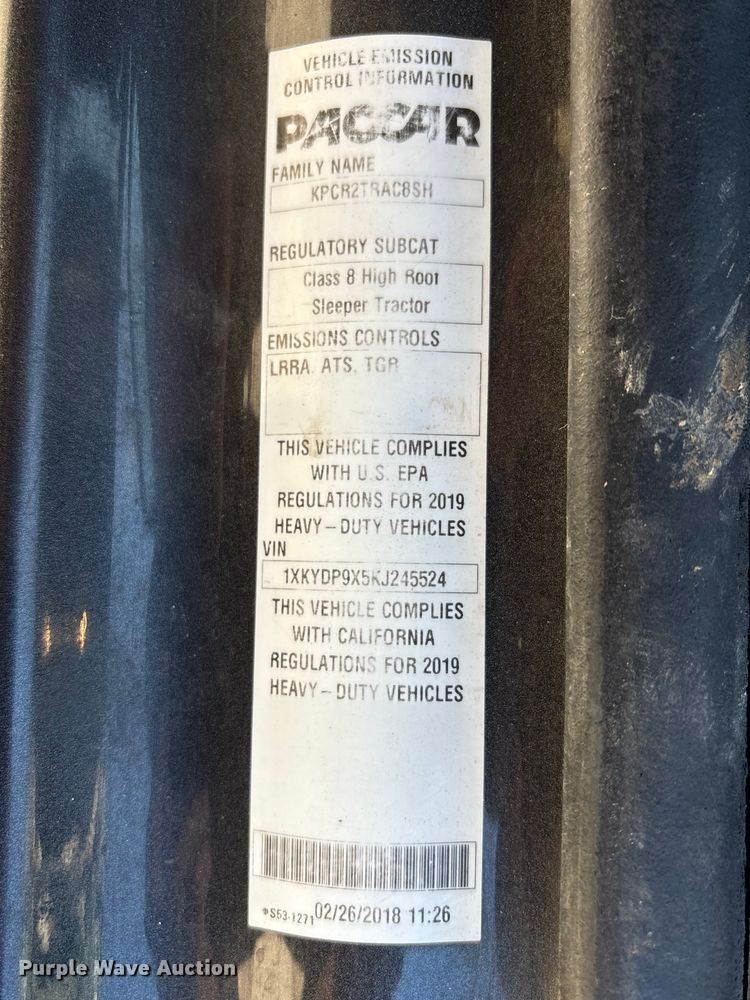 VEHICLE EMISSION
CONTROL INFORMATION
PACCAR
FAMILY NAME
KPCR2TRAC8SH
REGULATORY SUBCAT
Class 8 High Roof
Sleeper Tractor
EMISSIONS CONTROLS
LRRA, ATS, TGR
THIS VEHICLE COMPLIES
WITH U.S. EPA
REGULATIONS FOR 2019
HEAVY-DUTY VEHICLES
VIN
1XKYDP9X5KJ245524
THIS VEHICLE COMPLIES
WITH CALIFORNIA
REGULATIONS FOR 2019
HEAVY-DUTY VEHICLES
S53-1271 02/26/2018 11:26
Purple Wave Auction